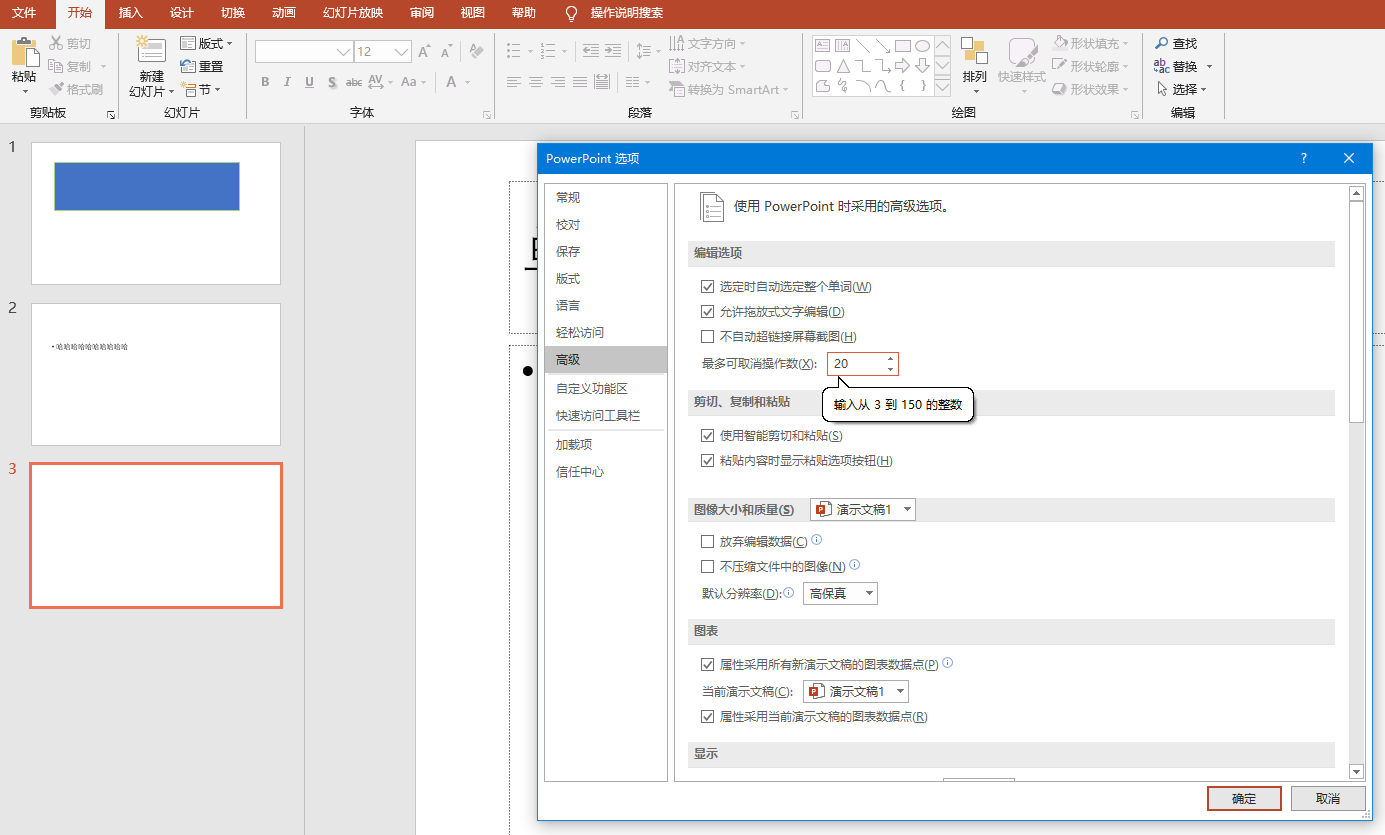 文件 开始 插入 设计 切换 动画 幻灯片放映 审阅 视图 帮助 操作说明搜索
剪切 版式 12 文字方向 形状填充 查找
复制 重置 对齐文本 形状轮廓 替换
粘贴 新建 排列 快速样式
格式刷 幻灯片 节 B I U S abc AV Aa A 转换为 SmartArt 形状效果 选择
剪贴板 幻灯片 字体 段落 绘图 编辑
1
2
• 哈哈哈哈哈哈哈哈哈
3
PowerPoint 选项 ?
常规
校对
保存
版式
语言
轻松访问
高级
自定义功能区
快速访问工具栏
加载项
信任中心
使用 PowerPoint 时采用的高级选项。
编辑选项
选定时自动选定整个单词(W)
允许拖放式文字编辑(D)
不自动超链接屏幕截图(H)
最多可取消操作数(X): 20
输入从 3 到 150 的整数
剪切、复制和粘贴
使用智能剪切和粘贴(S)
粘贴内容时显示粘贴选项按钮(H)
图像大小和质量(S) 演示文稿1
放弃编辑数据(C)
不压缩文件中的图像(N)
默认分辨率(D): 高保真
图表
属性采用所有新演示文稿的图表数据点(P)
当前演示文稿(C): 演示文稿1
属性采用当前演示文稿的图表数据点(R)
显示
确定 取消